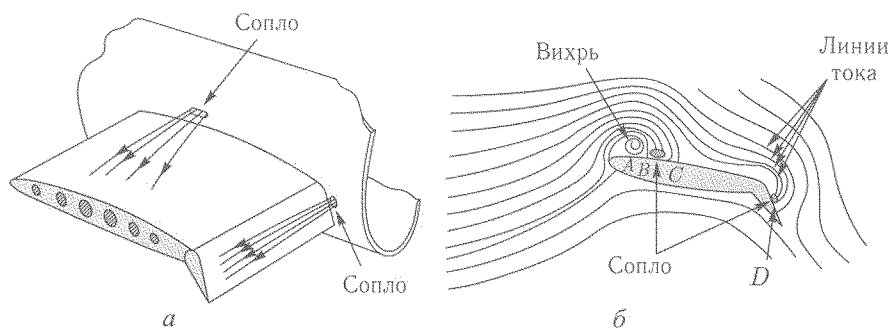 Сопло
Сопло
а
Вихрь
Линии
тока
A B C
Сопло
D
б